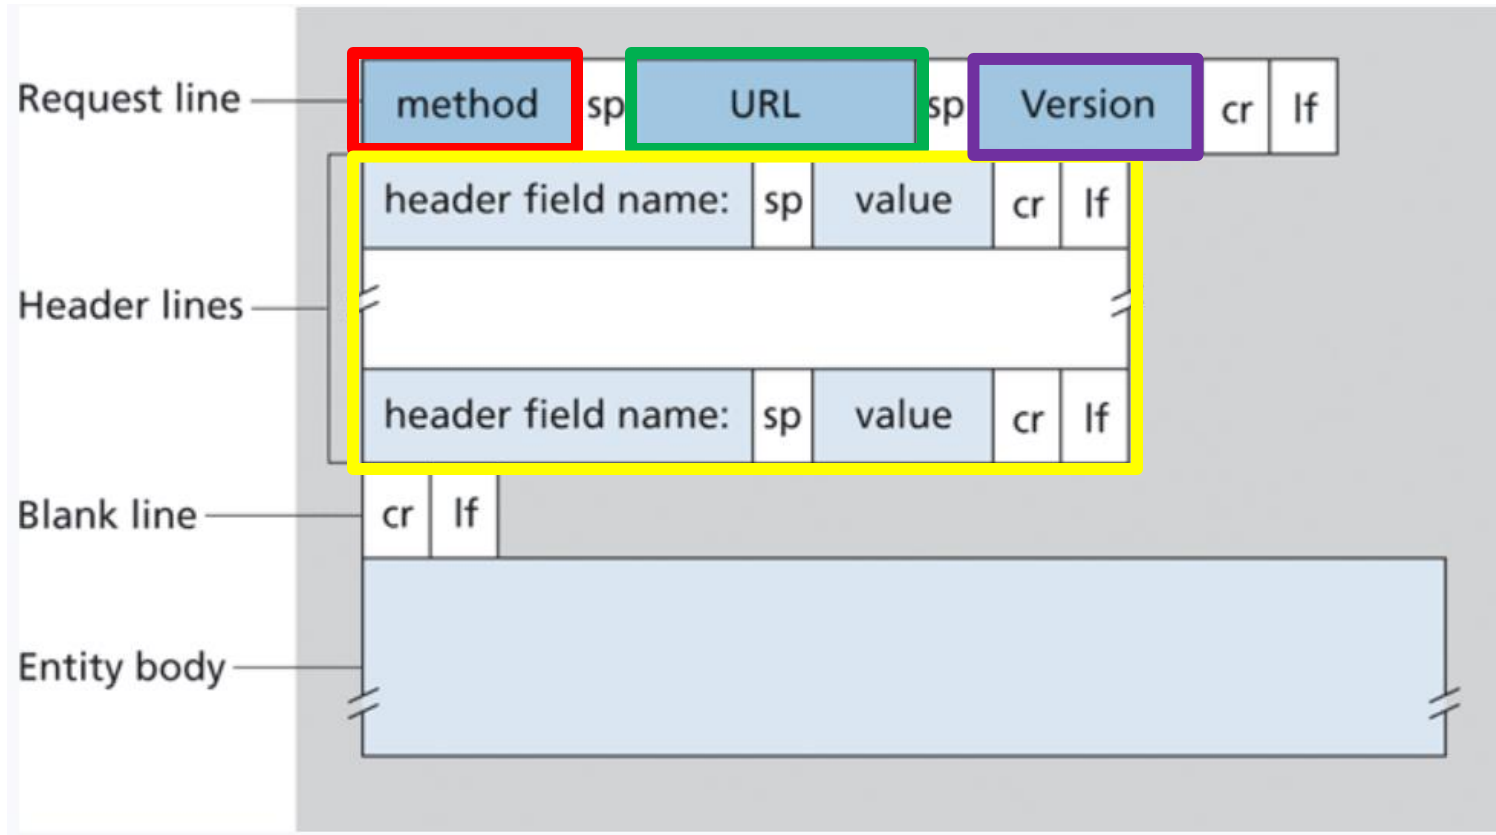 Request line method sp URL sp Version cr lf
header field name: sp value cr lf
Header lines
header field name: sp value cr lf
Blank line cr lf
Entity body